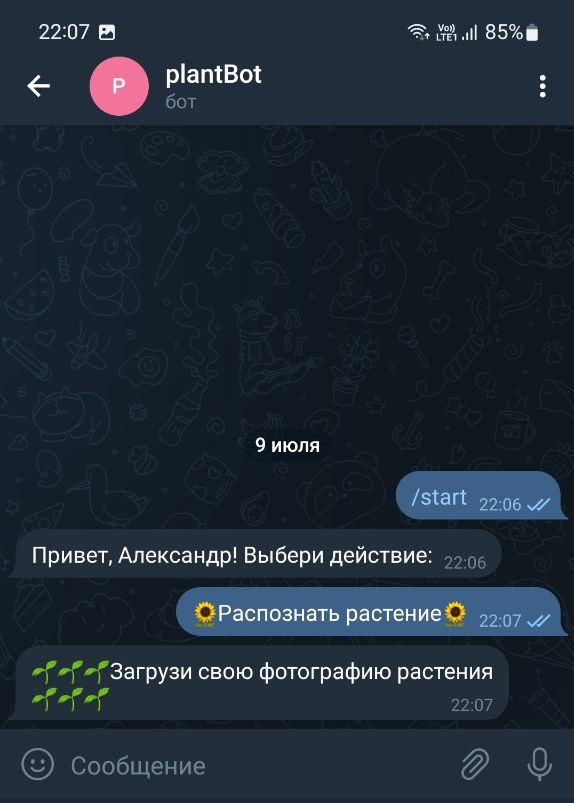 22:07 Vo)) LTE1 85%
P plantBot
бот
9 июля
/start 22:06
Привет, Александр! Выбери действие: 22:06
🌻Распознать растение🌻 22:07
🌱🌱🌱Загрузи свою фотографию растения
🌱🌱🌱 22:07
Сообщение